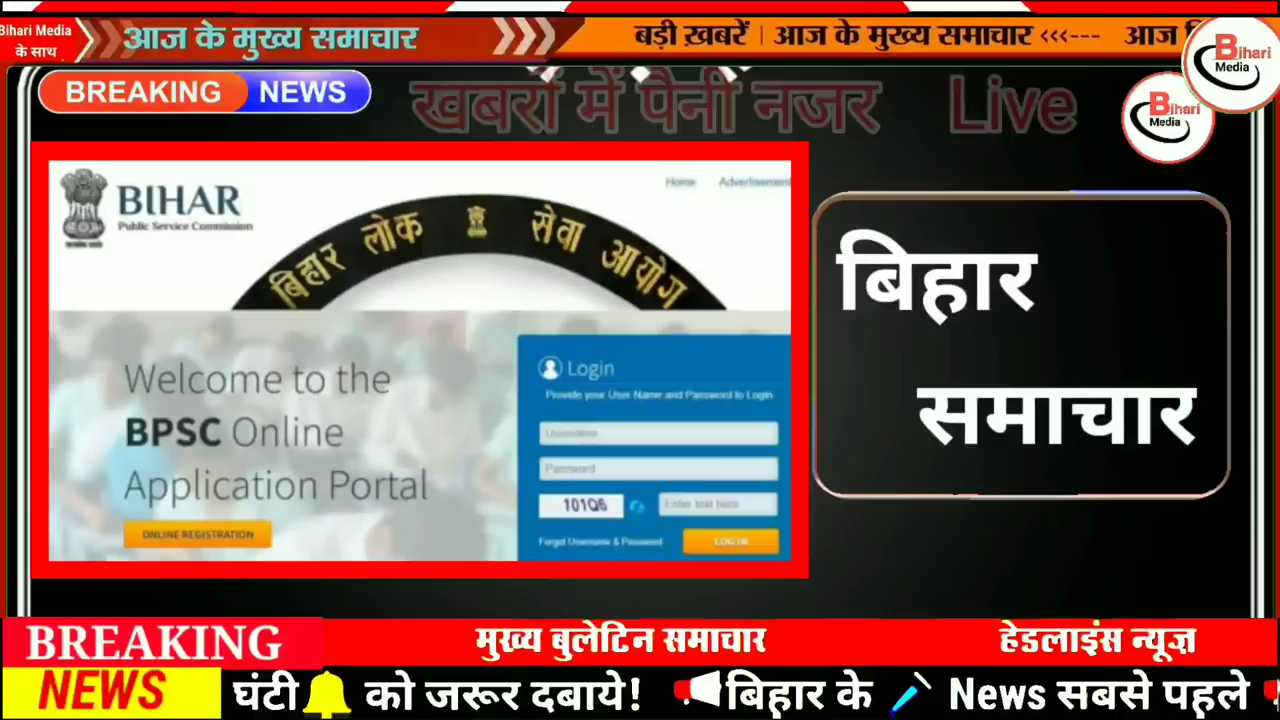 Bihari Media
के साथ
आज के मुख्य समाचार
बड़ी ख़बरें | आज के मुख्य समाचार <<<--- आज
Bihari
Media
BREAKING NEWS
खबरों में पैनी नजर Live
Bihari
Media
BIHAR
Public Service Commission
Home Advertisement
बिहार लोक सेवा आयोग
Welcome to the
BPSC Online
Application Portal
ONLINE REGISTRATION
Login
Provide your User Name and Password to Login
Username
Password
101Q6
Enter text here
Forgot Username & Password
LOG IN
बिहार
समाचार
BREAKING
NEWS
मुख्य बुलेटिन समाचार
हेडलाइंस न्यूज़
घंटी को जरूर दबाये! बिहार के News सबसे पहले